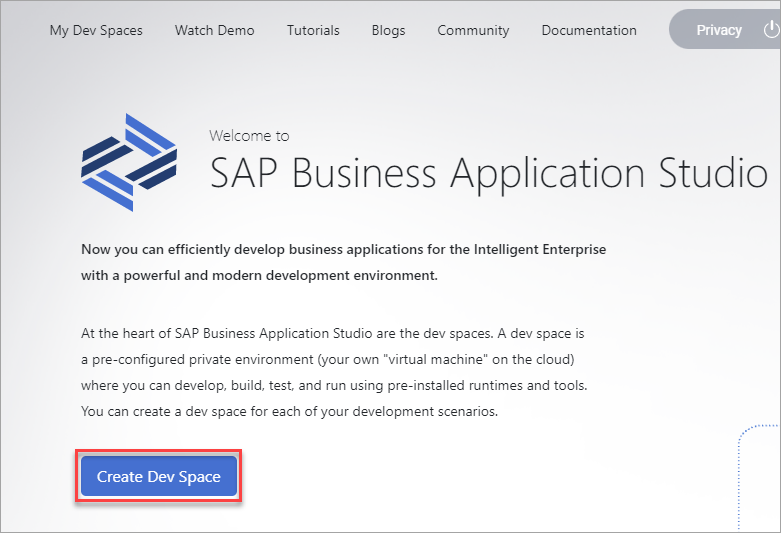 My Dev Spaces Watch Demo Tutorials Blogs Community Documentation Privacy
Welcome to
SAP Business Application Studio
Now you can efficiently develop business applications for the Intelligent Enterprise
with a powerful and modern development environment.
At the heart of SAP Business Application Studio are the dev spaces. A dev space is
a pre-configured private environment (your own "virtual machine" on the cloud)
where you can develop, build, test, and run using pre-installed runtimes and tools.
You can create a dev space for each of your development scenarios.
Create Dev Space